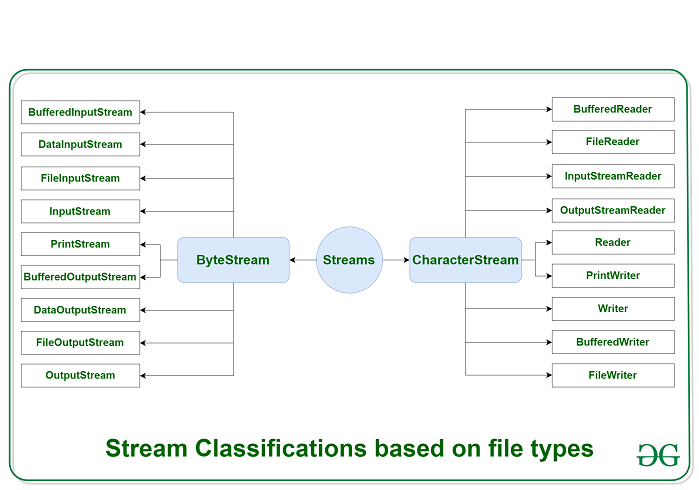 BufferedInputStream
DataInputStream
FileInputStream
InputStream
PrintStream
BufferedOutputStream
DataOutputStream
FileOutputStream
OutputStream
ByteStream
Streams
CharacterStream
BufferedReader
FileReader
InputStreamReader
OutputStreamReader
Reader
PrintWriter
Writer
BufferedWriter
FileWriter
Stream Classifications based on file types